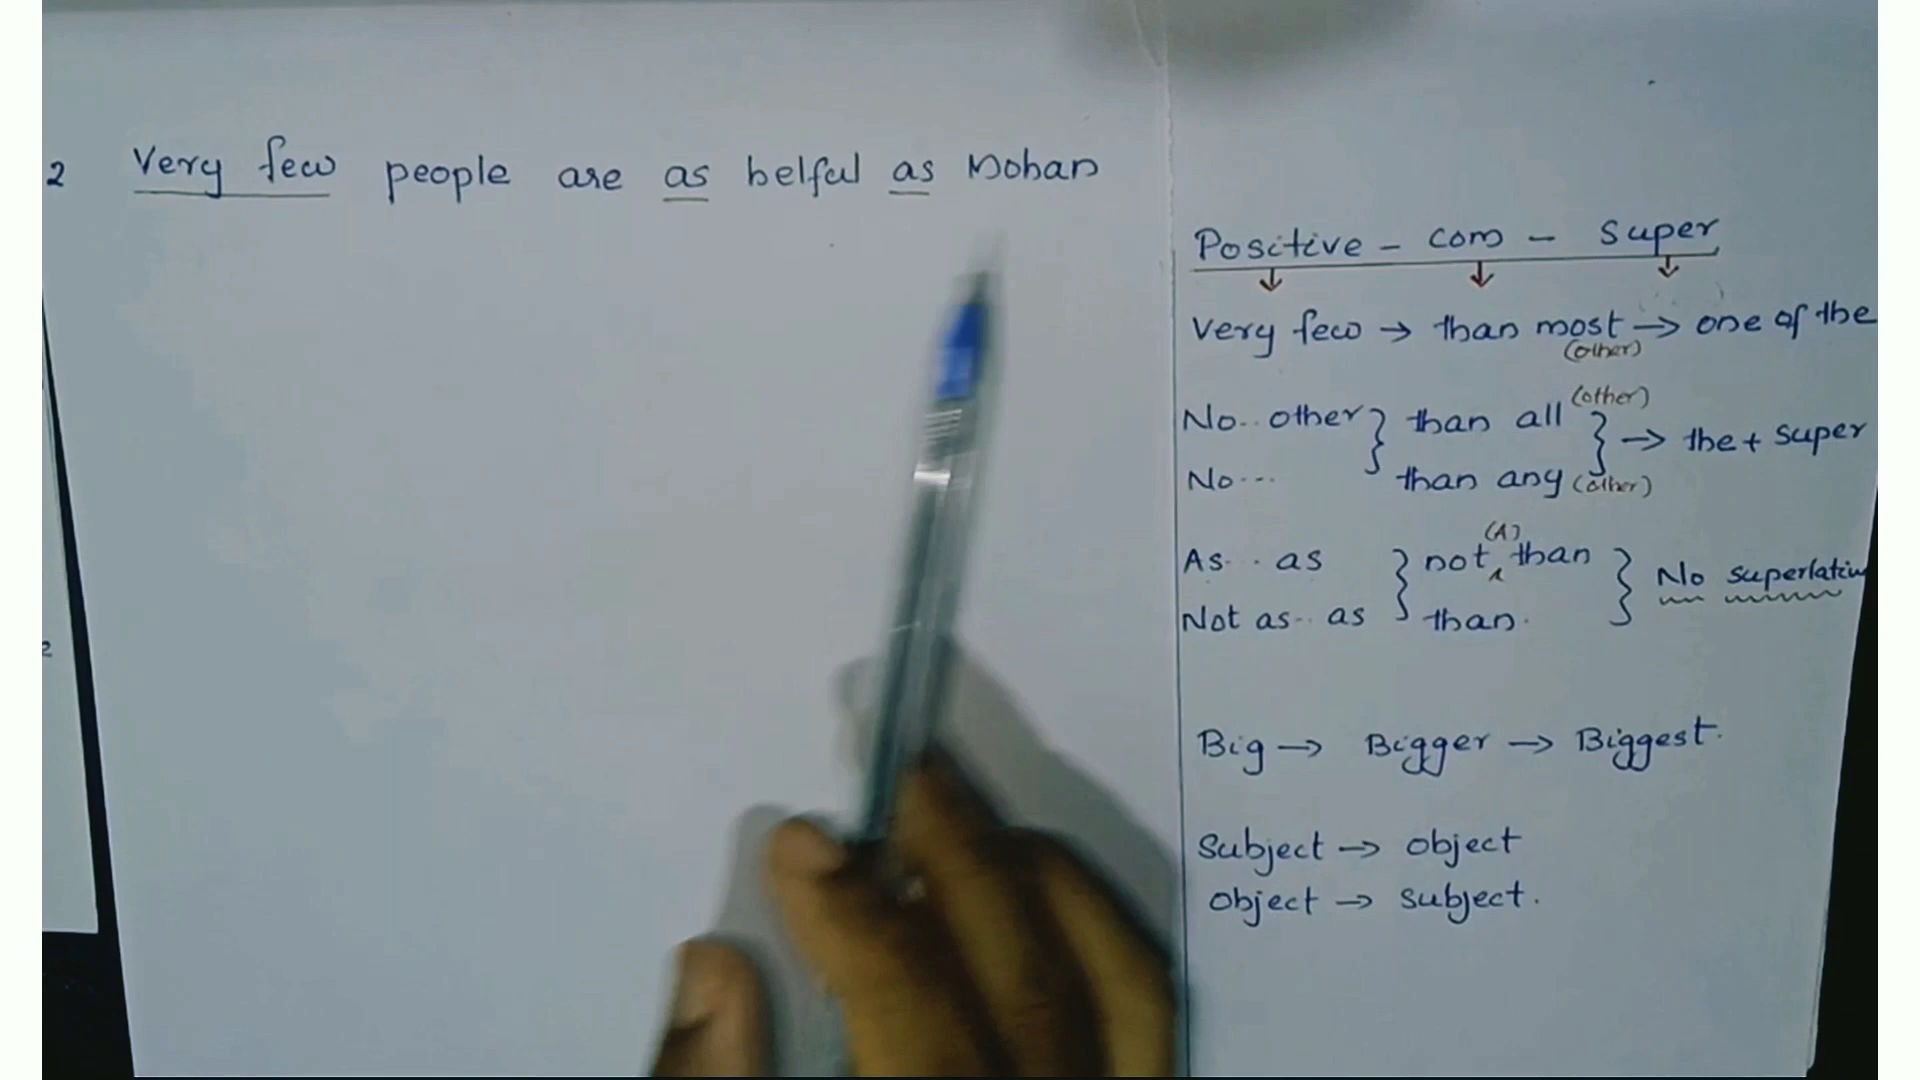 2 Very few people are as belful as Mohan
Positive - Com - Super
Very few → than most → one of the
(other)
(other)
No.. other } than all } → the + super
No... than any (other)
(A)
As... as } not ‸ than } No superlativ
Not as.. as than.
Big → Bigger → Biggest.
Subject → object
object → subject.